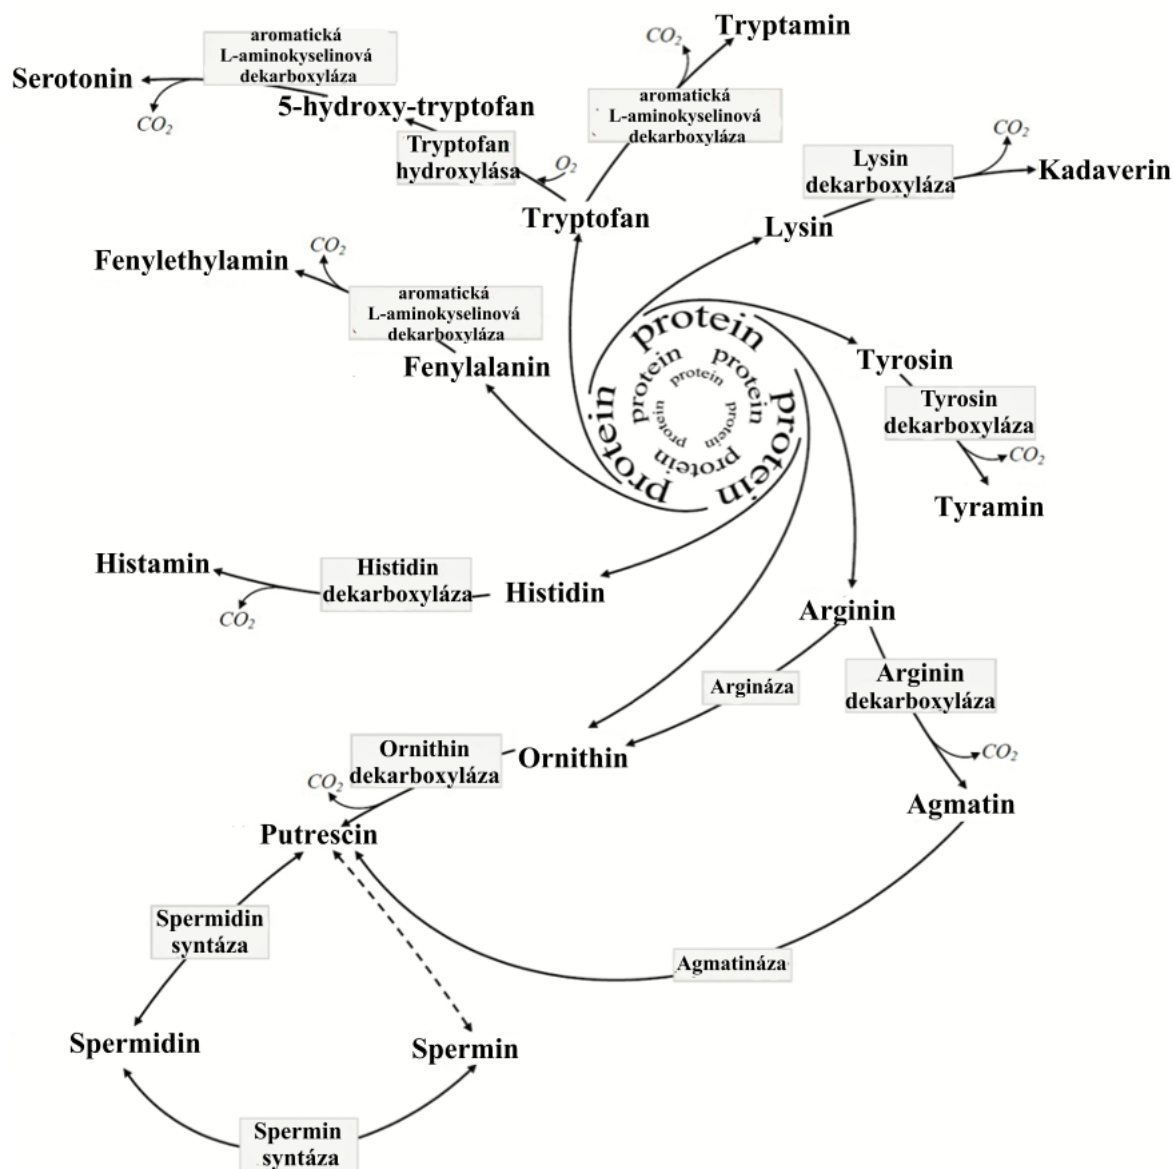 Tryptamin
CO2
aromatická
L-aminokyselinová
dekarboxyláza
Serotonin
CO2
5-hydroxy-tryptofan
Tryptofan
hydroxylása
O2
aromatická
L-aminokyselinová
dekarboxyláza
Tryptofan
CO2
Lysin
dekarboxyláza
Kadaverin
Lysin
Fenylethylamin
CO2
aromatická
L-aminokyselinová
dekarboxyláza
Fenylalanin
protein
protein
protein
protein
protein
protein
protein
protein
protein
Tyrosin
Tyrosin
dekarboxyláza
CO2
Tyramin
Histamin
CO2
Histidin
dekarboxyláza
Histidin
Arginin
Argináza
Arginin
dekarboxyláza
CO2
Agmatin
Ornithin
Ornithin
dekarboxyláza
CO2
Putrescin
Spermidin
syntáza
Agmatináza
Spermidin
Spermin
Spermin
syntáza